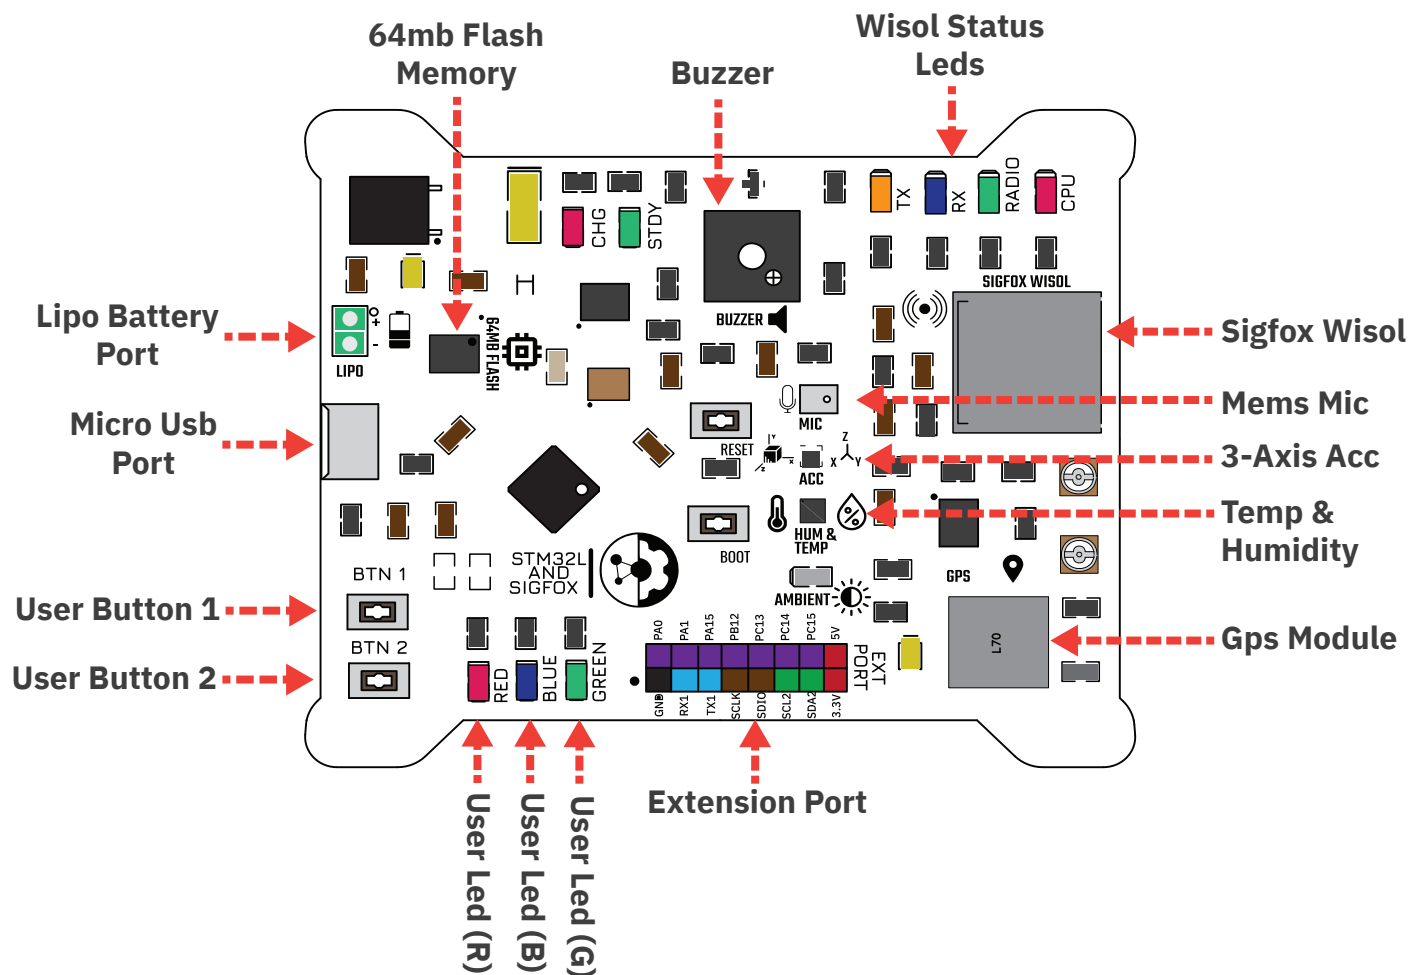 64mb Flash
Memory
Buzzer
Wisol Status
Leds
TX
RX
RADIO
CPU
CHG
STDY
SIGFOX WISOL
Lipo Battery
Port
+
-
LIPO
64MB FLASH
BUZZER
Sigfox Wisol
Micro Usb
Port
MIC
Mems Mic
RESET
Y
X
Z
ACC
Z
X
Y
3-Axis Acc
HUM &
TEMP
%
Temp &
Humidity
BOOT
STM32L
AND
SIGFOX
GPS
BTN 1
User Button 1
AMBIENT
BTN 2
User Button 2
RED
BLUE
GREEN
PA0
PA1
PA15
PB12
PC13
PC14
PC15
5V
EXT
PORT
GND
RX1
TX1
SCLK
SDIO
SCL2
SDA2
3.3V
L70
Gps Module
User Led (R)
User Led (B)
User Led (G)
Extension Port